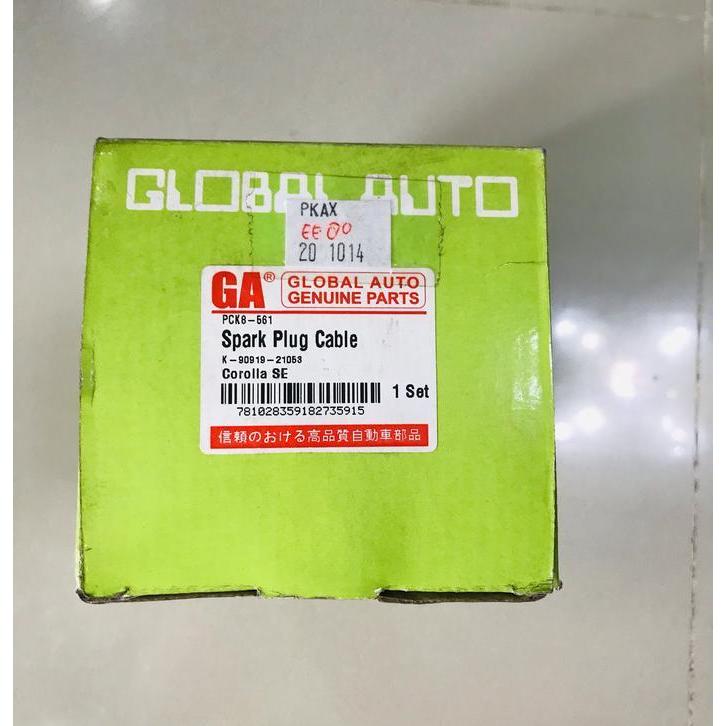 GLOBAL AUTO
PKAX
EE 80
20 1014
GA® GLOBAL AUTO
GENUINE PARTS
PCK8-561
Spark Plug Cable
K-90919-21053
Corolla SE
1 Set
781028359182735915
信頼のおける高品質自動車部品